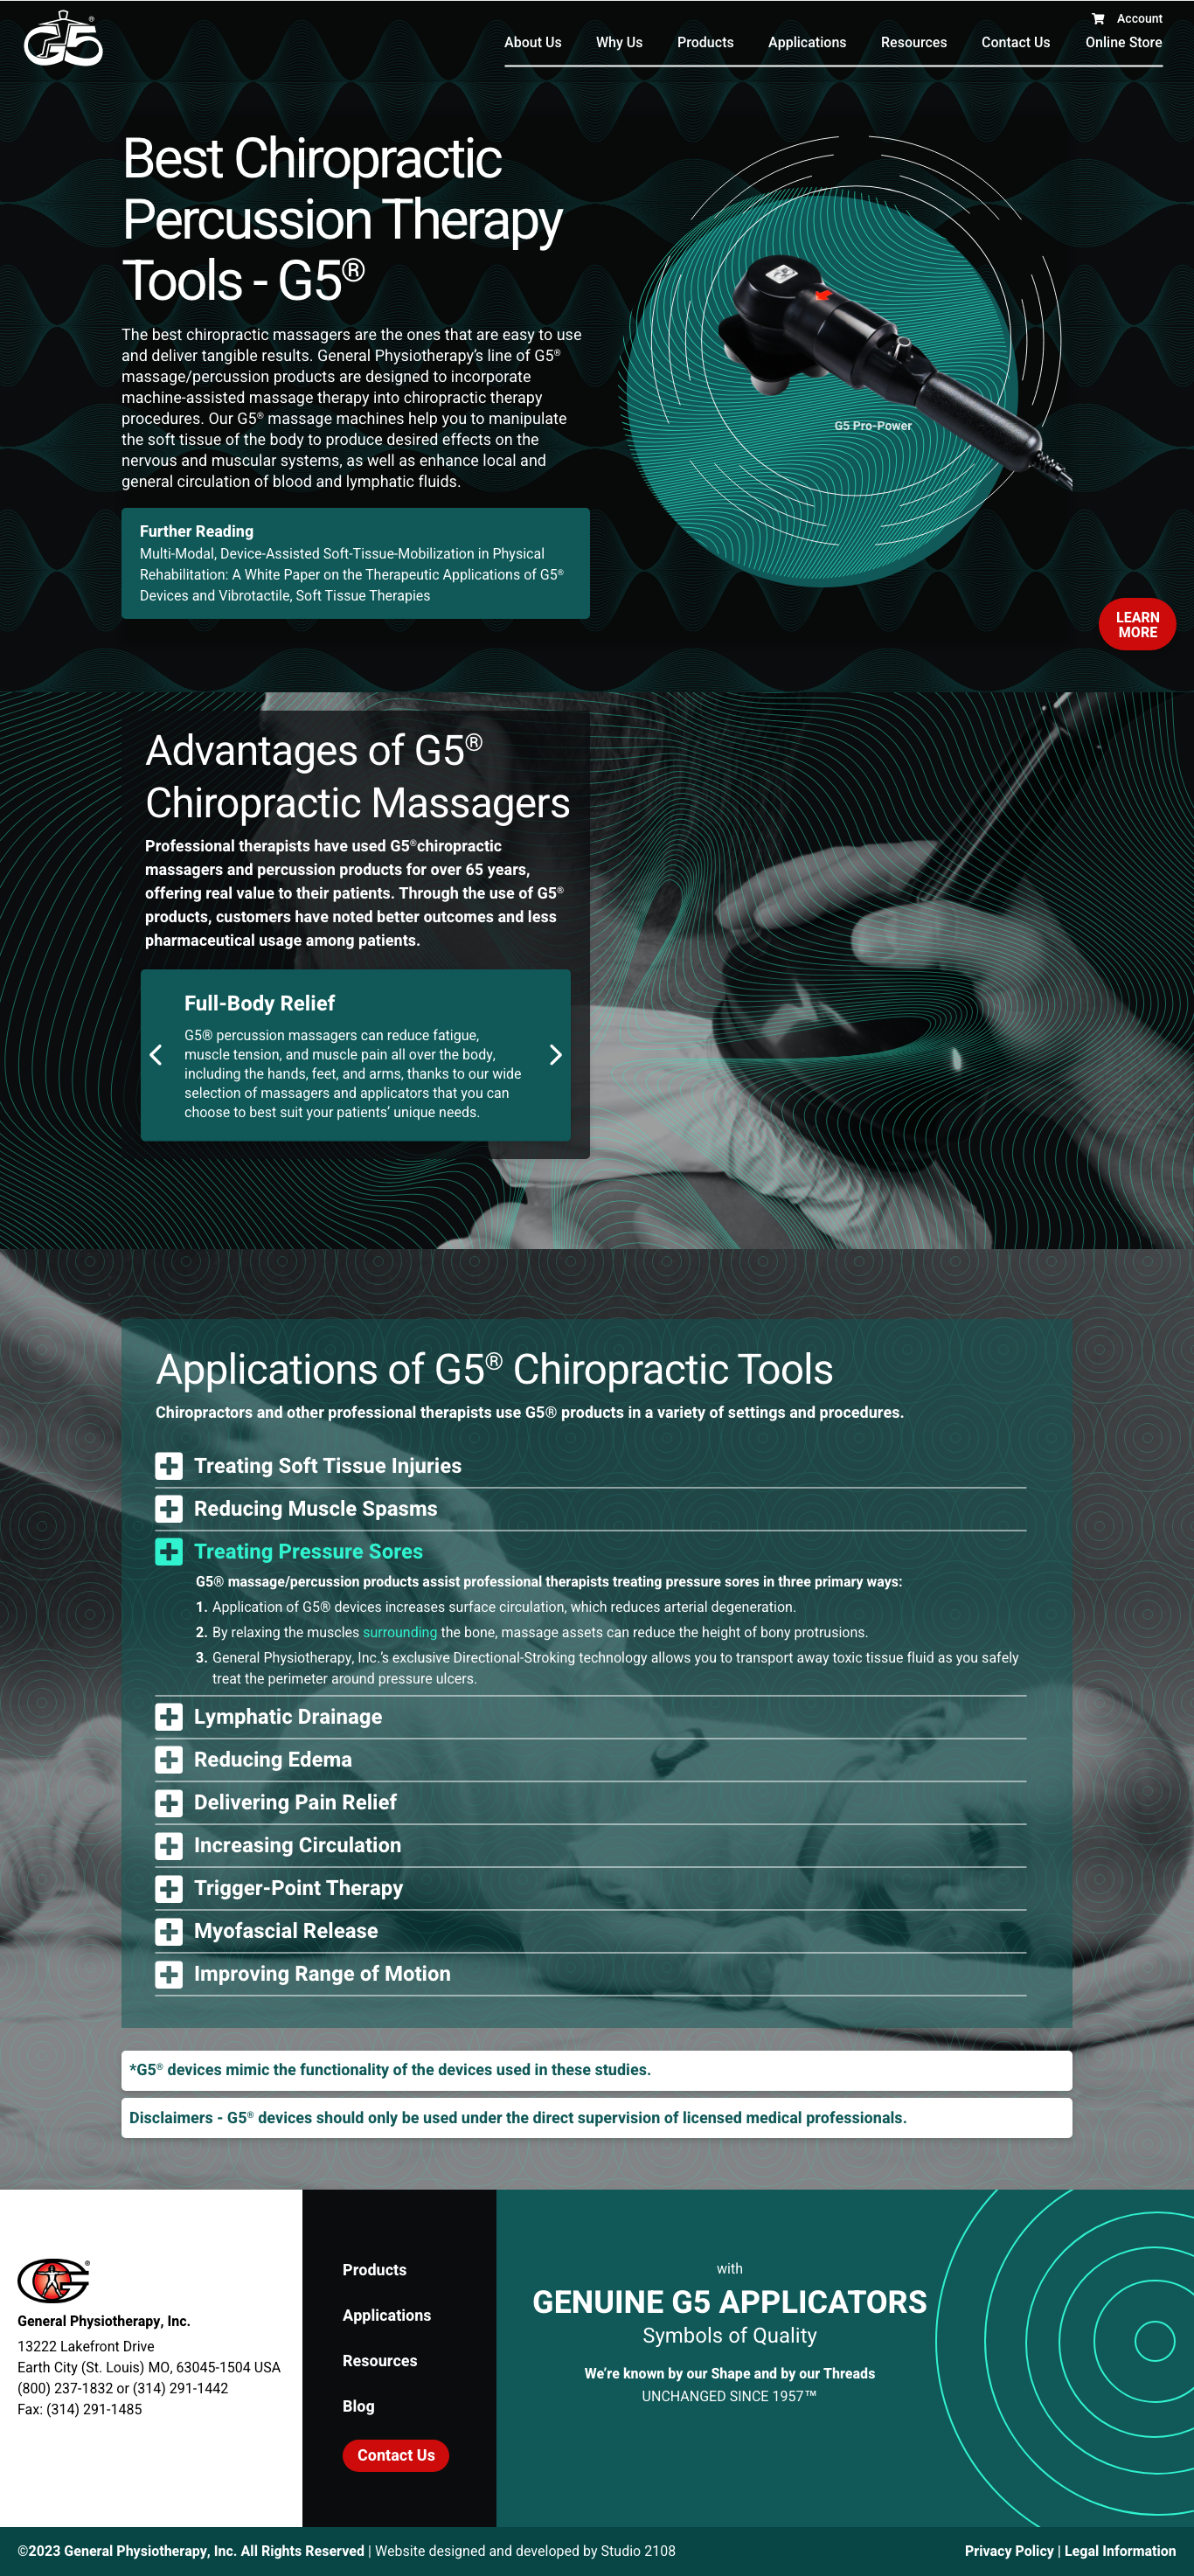 G5®
Account
About Us Why Us Products Applications Resources Contact Us Online Store
Best Chiropractic
Percussion Therapy
Tools - G5®
The best chiropractic massagers are the ones that are easy to use
and deliver tangible results. General Physiotherapy’s line of G5®
massage/percussion products are designed to incorporate
machine-assisted massage therapy into chiropractic therapy
procedures. Our G5® massage machines help you to manipulate
the soft tissue of the body to produce desired effects on the
nervous and muscular systems, as well as enhance local and
general circulation of blood and lymphatic fluids.
G5 Pro-Power
Further Reading
Multi-Modal, Device-Assisted Soft-Tissue-Mobilization in Physical
Rehabilitation: A White Paper on the Therapeutic Applications of G5®
Devices and Vibrotactile, Soft Tissue Therapies
LEARN
MORE
Advantages of G5®
Chiropractic Massagers
Professional therapists have used G5®chiropractic
massagers and percussion products for over 65 years,
offering real value to their patients. Through the use of G5®
products, customers have noted better outcomes and less
pharmaceutical usage among patients.
Full-Body Relief
G5® percussion massagers can reduce fatigue,
muscle tension, and muscle pain all over the body,
including the hands, feet, and arms, thanks to our wide
selection of massagers and applicators that you can
choose to best suit your patients’ unique needs.
Applications of G5® Chiropractic Tools
Chiropractors and other professional therapists use G5® products in a variety of settings and procedures.
Treating Soft Tissue Injuries
Reducing Muscle Spasms
Treating Pressure Sores
G5® massage/percussion products assist professional therapists treating pressure sores in three primary ways:
1. Application of G5® devices increases surface circulation, which reduces arterial degeneration.
2. By relaxing the muscles surrounding the bone, massage assets can reduce the height of bony protrusions.
3. General Physiotherapy, Inc.’s exclusive Directional-Stroking technology allows you to transport away toxic tissue fluid as you safely
treat the perimeter around pressure ulcers.
Lymphatic Drainage
Reducing Edema
Delivering Pain Relief
Increasing Circulation
Trigger-Point Therapy
Myofascial Release
Improving Range of Motion
*G5® devices mimic the functionality of the devices used in these studies.
Disclaimers - G5® devices should only be used under the direct supervision of licensed medical professionals.
General Physiotherapy, Inc.
13222 Lakefront Drive
Earth City (St. Louis) MO, 63045-1504 USA
(800) 237-1832 or (314) 291-1442
Fax: (314) 291-1485
Products
Applications
Resources
Blog
Contact Us
with
GENUINE G5 APPLICATORS
Symbols of Quality
We’re known by our Shape and by our Threads
UNCHANGED SINCE 1957™
©2023 General Physiotherapy, Inc. All Rights Reserved | Website designed and developed by Studio 2108
Privacy Policy | Legal Information